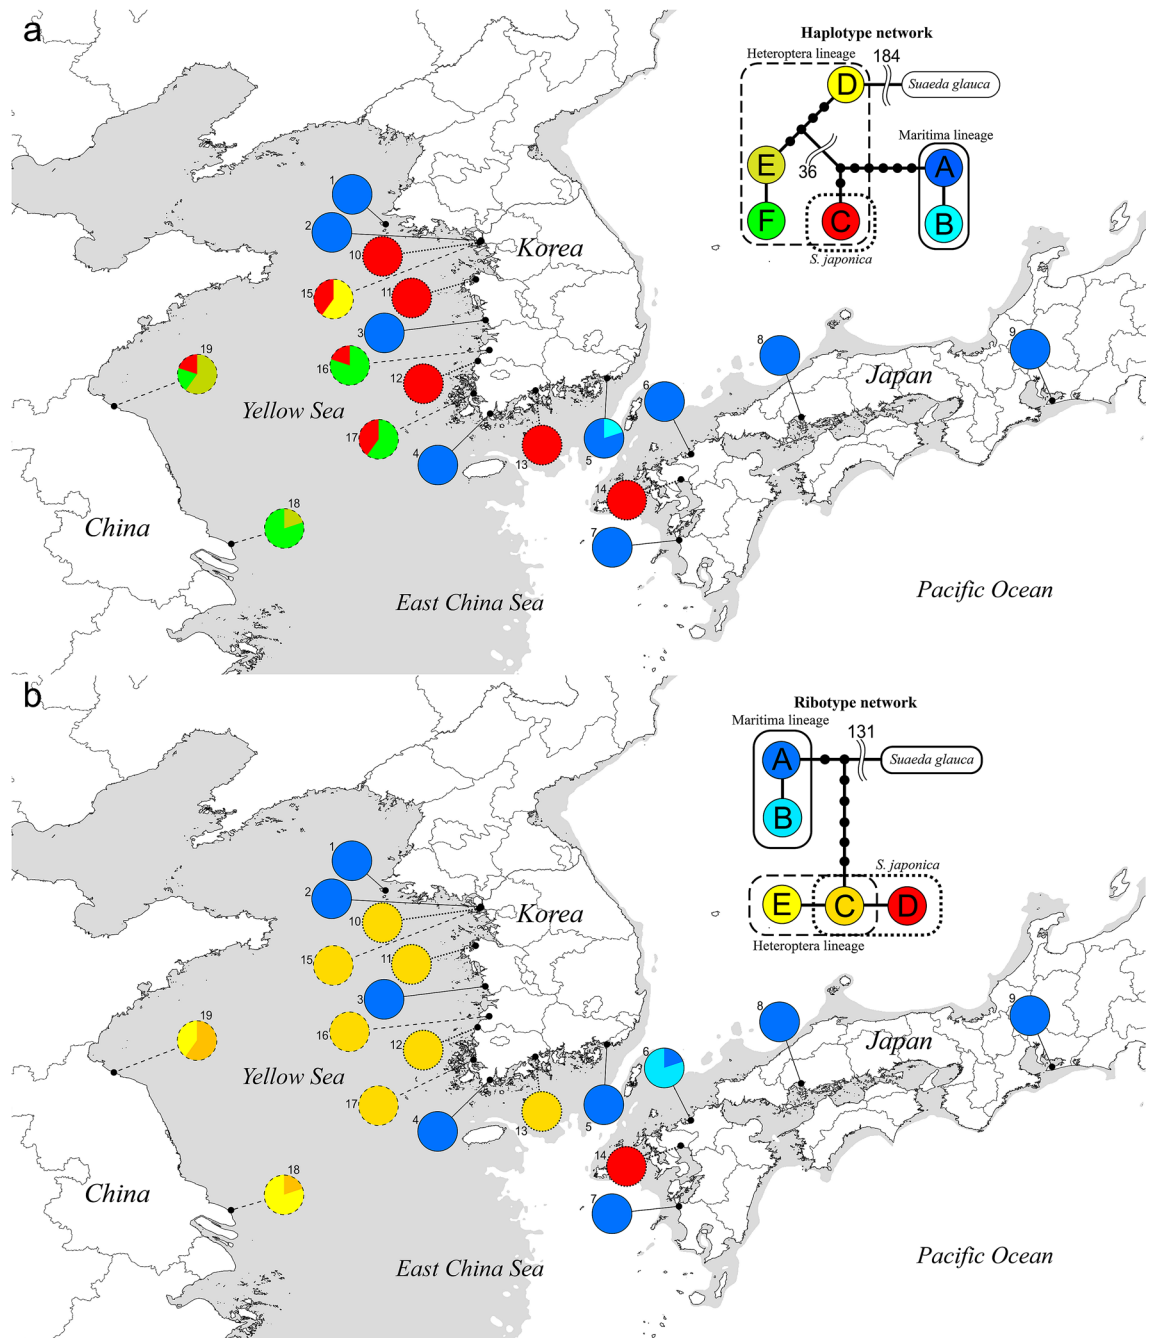 a
Haplotype network
Heteroptera lineage
184
D
Suaeda glauca
Maritima lineage
E
36
A
F
C
B
S. japonica
1
2
10
Korea
15
11
3
16
19
12
Yellow Sea
17
4
13
5
6
8
9
Japan
14
7
18
China
East China Sea
Pacific Ocean
b
Ribotype network
Maritima lineage
131
A
Suaeda glauca
B
S. japonica
E
C
D
Heteroptera lineage
1
2
10
Korea
15
11
3
16
19
12
Yellow Sea
17
4
13
5
6
8
9
Japan
14
7
18
China
East China Sea
Pacific Ocean